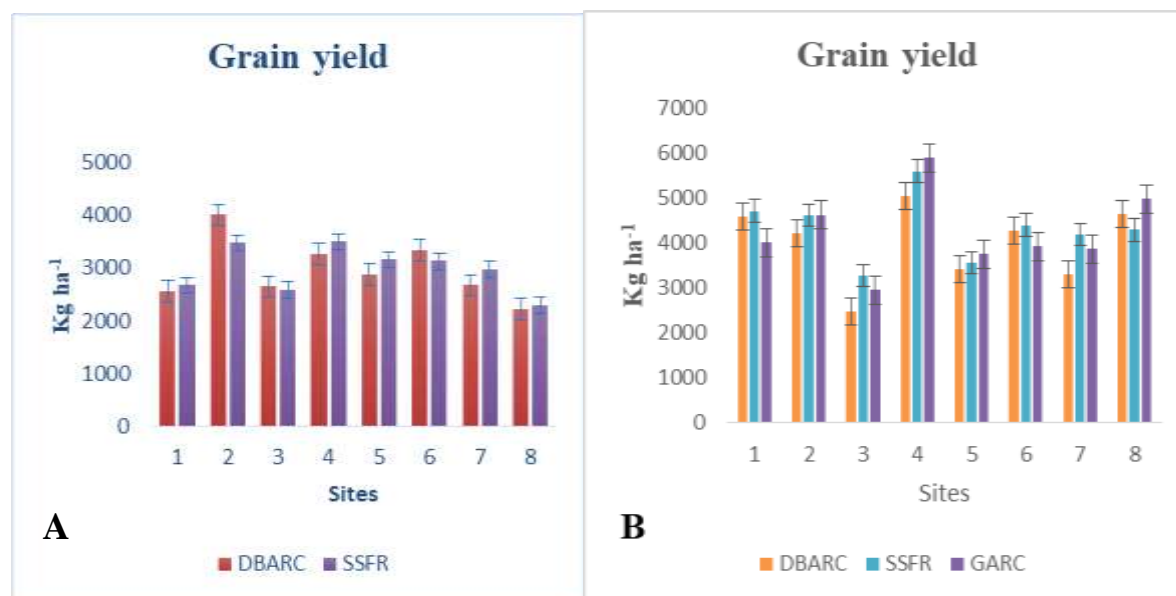 Grain yield
Kg ha⁻¹
5000
4000
3000
2000
1000
0
1 2 3 4 5 6 7 8
Sites
A
DBARC SSFR
Grain yield
Kg ha⁻¹
7000
6000
5000
4000
3000
2000
1000
0
1 2 3 4 5 6 7 8
Sites
B
DBARC SSFR GARC